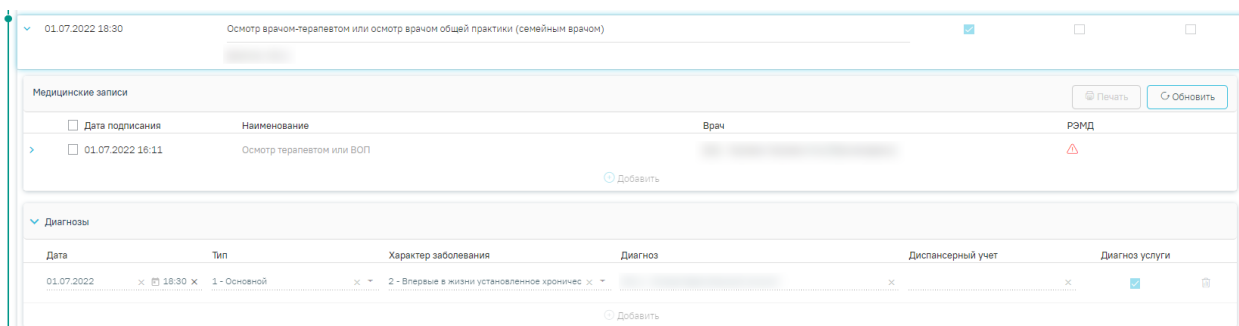 01.07.2022 18:30 Осмотр врачом-терапевтом или осмотр врачом общей практики (семейным врачом)
Медицинские записи Печать Обновить
Дата подписания Наименование Врач РЭМД
01.07.2022 16:11 Осмотр терапевтом или ВОП
Добавить
Диагнозы
Дата Тип Характер заболевания Диагноз Диспансерный учет Диагноз услуги
01.07.2022 18:30 1 - Основной 2 - Впервые в жизни установленное хроничес
Добавить